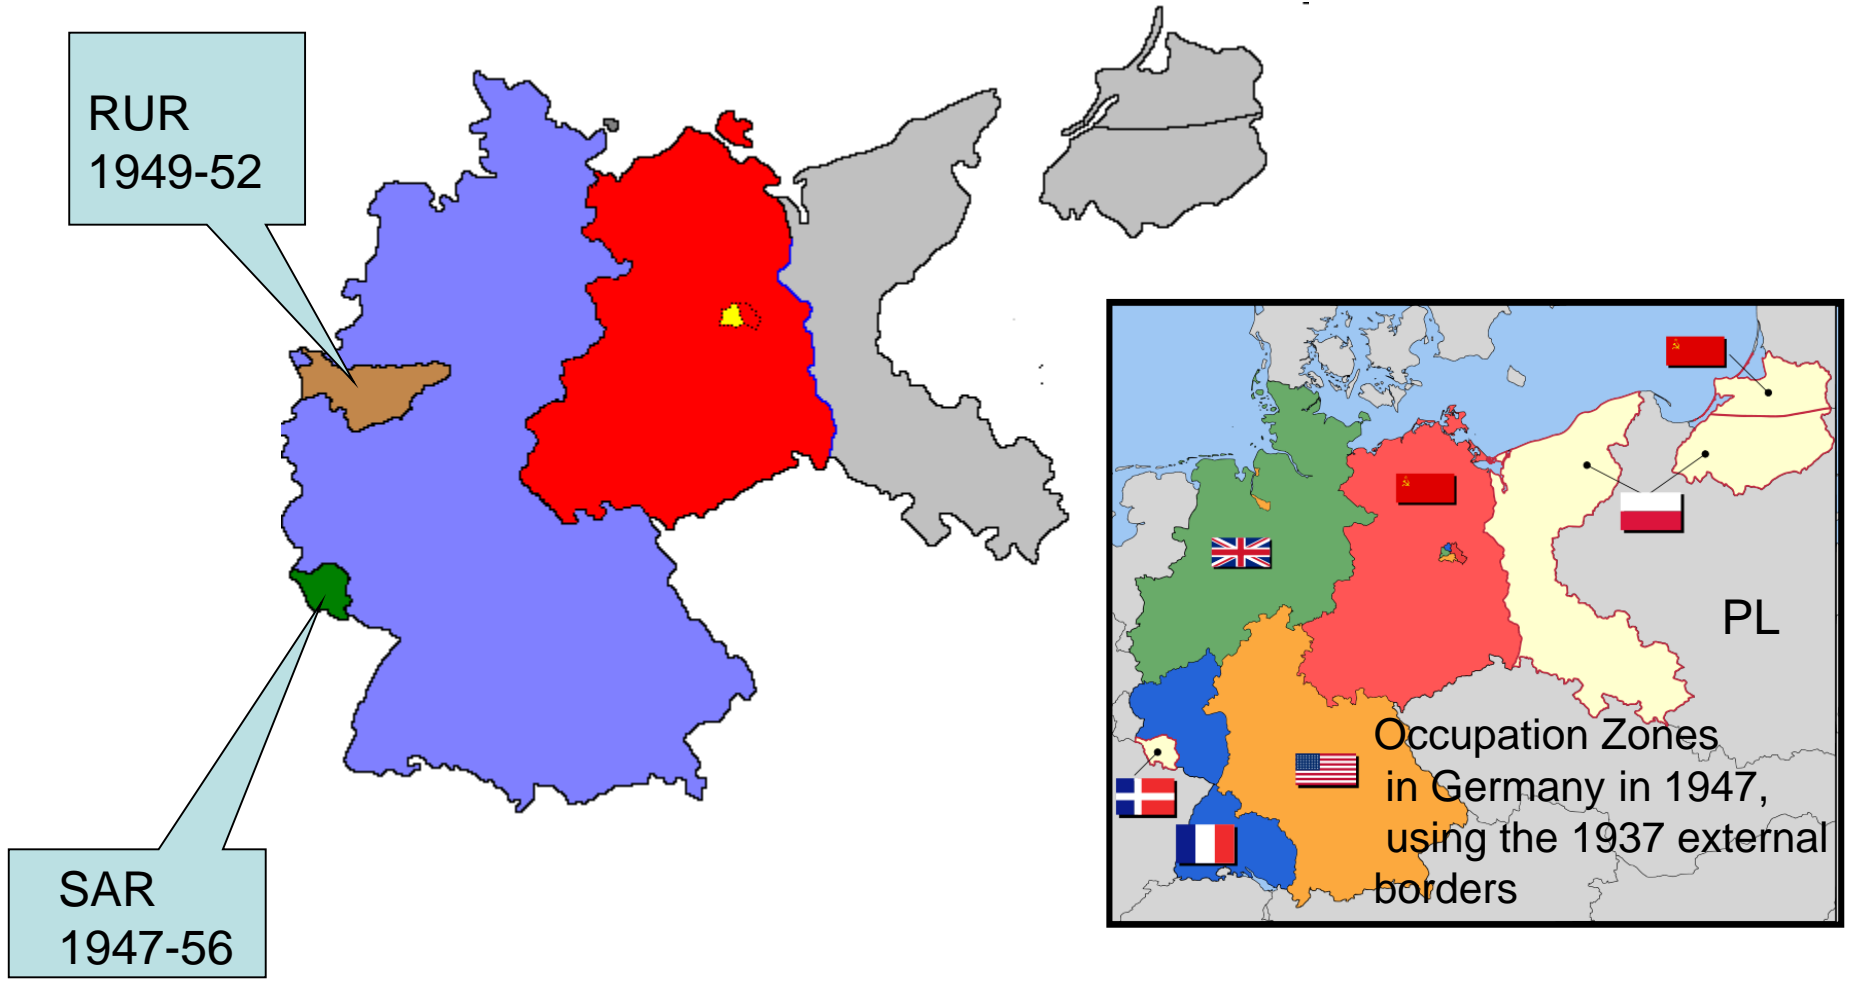 RUR
1949-52
SAR
1947-56
PL
Occupation Zones
in Germany in 1947,
using the 1937 external
borders